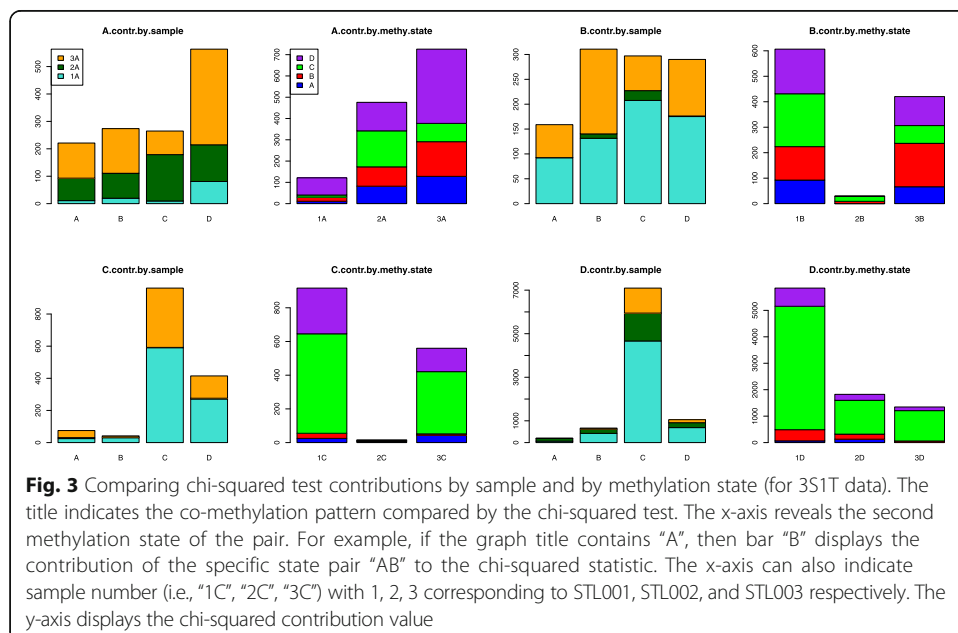 A.contr.by.sample
500
400
300
200
100
0
3A
2A
1A
A B C D
A.contr.by.methy.state
700
600
500
400
300
200
100
0
D
C
B
A
1A 2A 3A
B.contr.by.sample
300
250
200
150
100
50
0
A B C D
B.contr.by.methy.state
600
500
400
300
200
100
0
1B 2B 3B
C.contr.by.sample
800
600
400
200
0
A B C D
C.contr.by.methy.state
800
600
400
200
0
1C 2C 3C
D.contr.by.sample
7000
6000
5000
4000
3000
2000
1000
0
A B C D
D.contr.by.methy.state
5000
4000
3000
2000
1000
0
1D 2D 3D
Fig. 3 Comparing chi-squared test contributions by sample and by methylation state (for 3S1T data). The
title indicates the co-methylation pattern compared by the chi-squared test. The x-axis reveals the second
methylation state of the pair. For example, if the graph title contains “A”, then bar “B” displays the
contribution of the specific state pair “AB” to the chi-squared statistic. The x-axis can also indicate
sample number (i.e., “1C”, “2C”, “3C”) with 1, 2, 3 corresponding to STL001, STL002, and STL003 respectively. The
y-axis displays the chi-squared contribution value